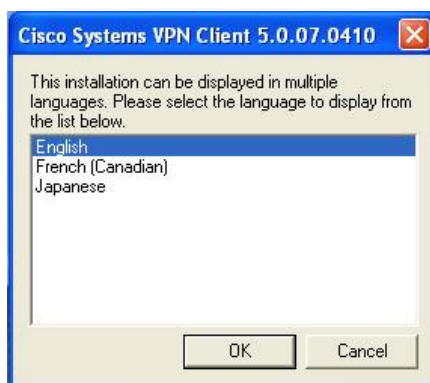 Cisco Systems VPN Client 5.0.07.0410
This installation can be displayed in multiple
languages. Please select the language to display from
the list below.
English
French (Canadian)
Japanese
OK
Cancel